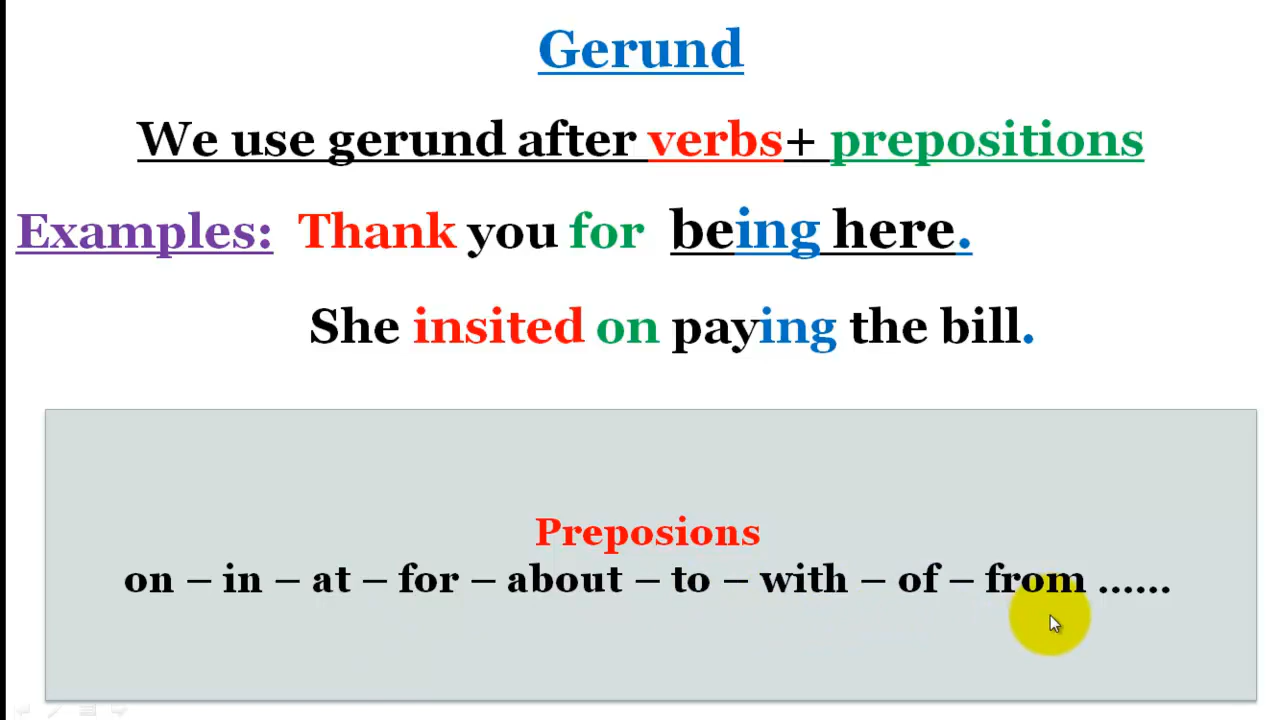 Gerund
We use gerund after verbs+ prepositions
Examples: Thank you for being here.
She insited on paying the bill.
Preposions
on – in – at – for – about – to – with – of – from ......